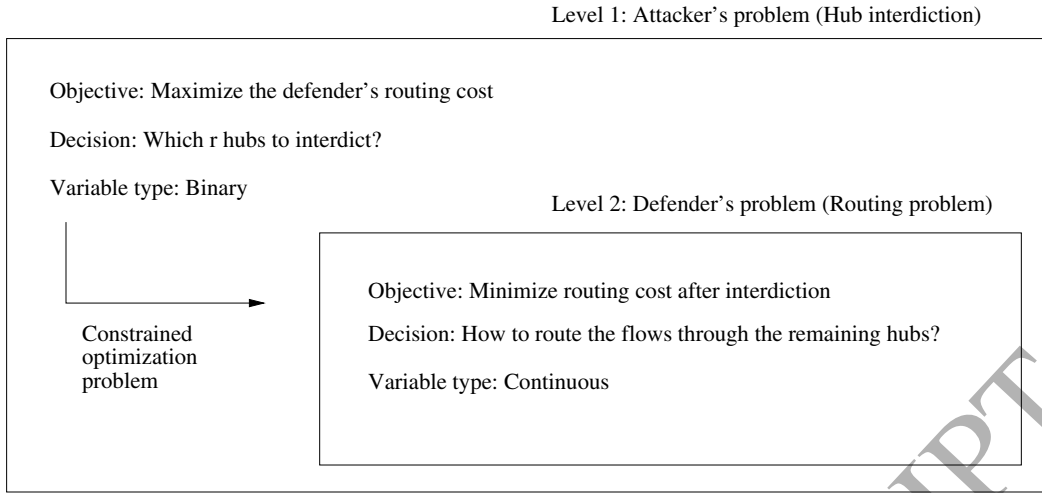 Level 1: Attacker's problem (Hub interdiction)
Objective: Maximize the defender's routing cost
Decision: Which r hubs to interdict?
Variable type: Binary
Level 2: Defender's problem (Routing problem)
Objective: Minimize routing cost after interdiction
Decision: How to route the flows through the remaining hubs?
Variable type: Continuous
Constrained
optimization
problem
IPT